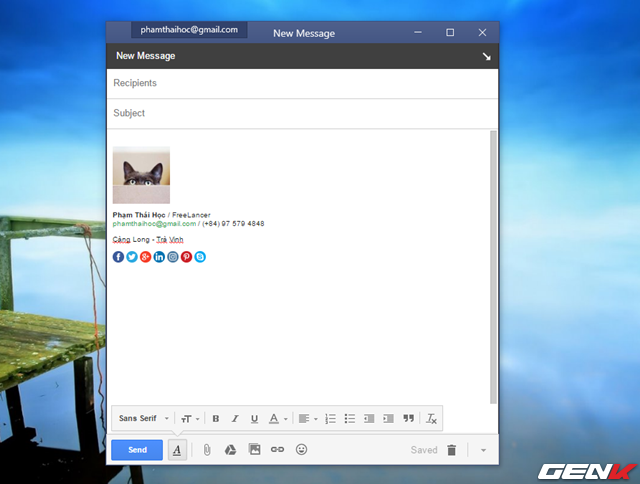 phamthaihoc@gmail.com
New Message
New Message
Recipients
Subject
Phạm Thái Học / FreeLancer
phamthaihoc@gmail.com / (+84) 97 579 4848
Càng Long - Trà Vinh
Sans Serif
B I U A
Send A Saved
GENK